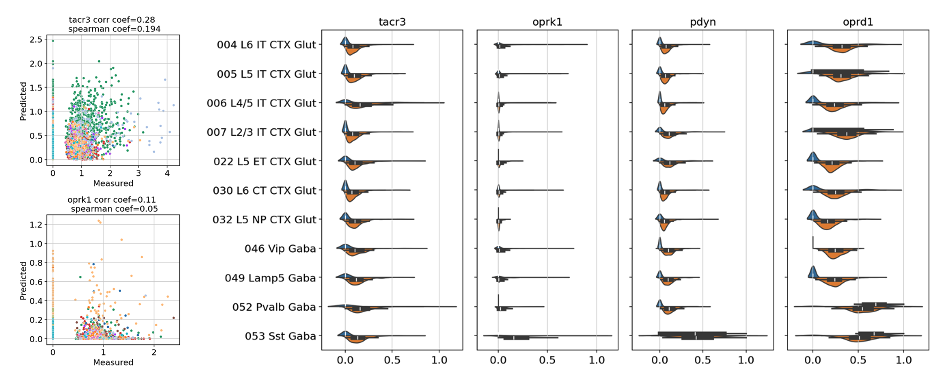 tacr3 corr coef=0.28
spearman coef=0.194
2.5
2.0
1.5
1.0
0.5
0.0
Predicted
0 1 2 3 4
Measured
oprk1 corr coef=0.11
spearman coef=0.05
1.2
1.0
0.8
0.6
0.4
0.2
0.0
Predicted
0 1 2
Measured
tacr3 oprk1 pdyn oprd1
004 L6 IT CTX Glut
005 L5 IT CTX Glut
006 L4/5 IT CTX Glut
007 L2/3 IT CTX Glut
022 L5 ET CTX Glut
030 L6 CT CTX Glut
032 L5 NP CTX Glut
046 Vip Gaba
049 Lamp5 Gaba
052 Pvalb Gaba
053 Sst Gaba
0.0 0.5 1.0 0.0 0.5 1.0 0.0 0.5 1.0 0.0 0.5 1.0